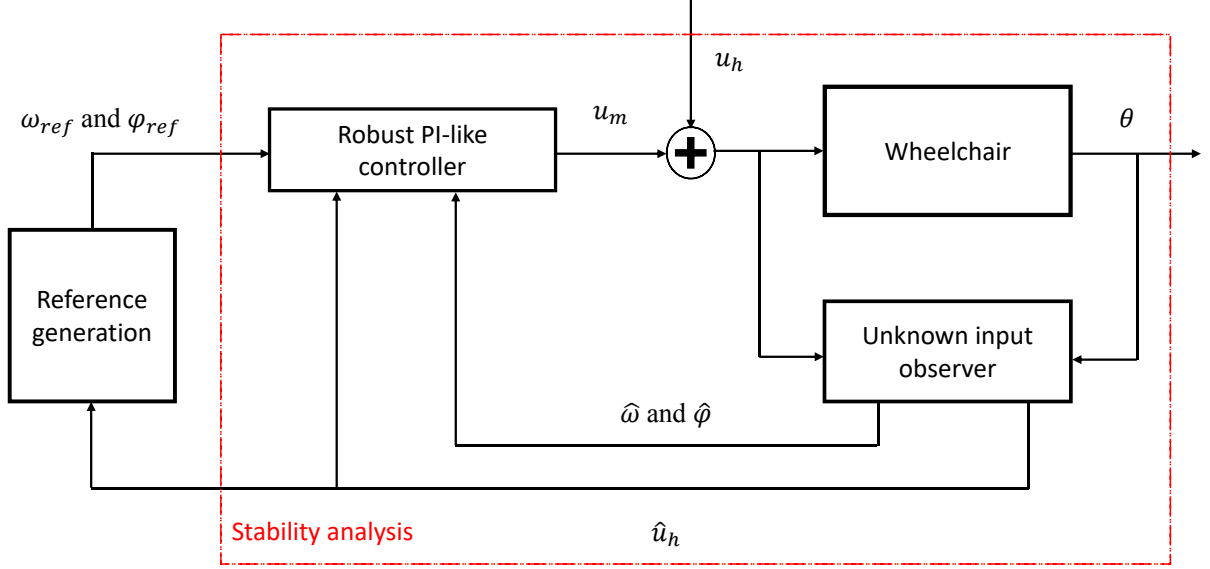 u_h
ω_ref and φ_ref
Robust PI-like
controller
u_m
Wheelchair
θ
Reference
generation
Unknown input
observer
ω̂ and φ̂
Stability analysis
û_h